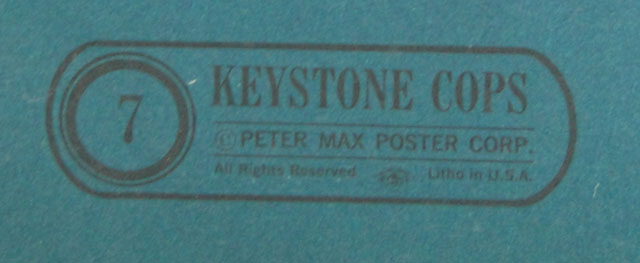 7
KEYSTONE COPS
© PETER MAX POSTER CORP.
All Rights Reserved Litho in U.S.A.